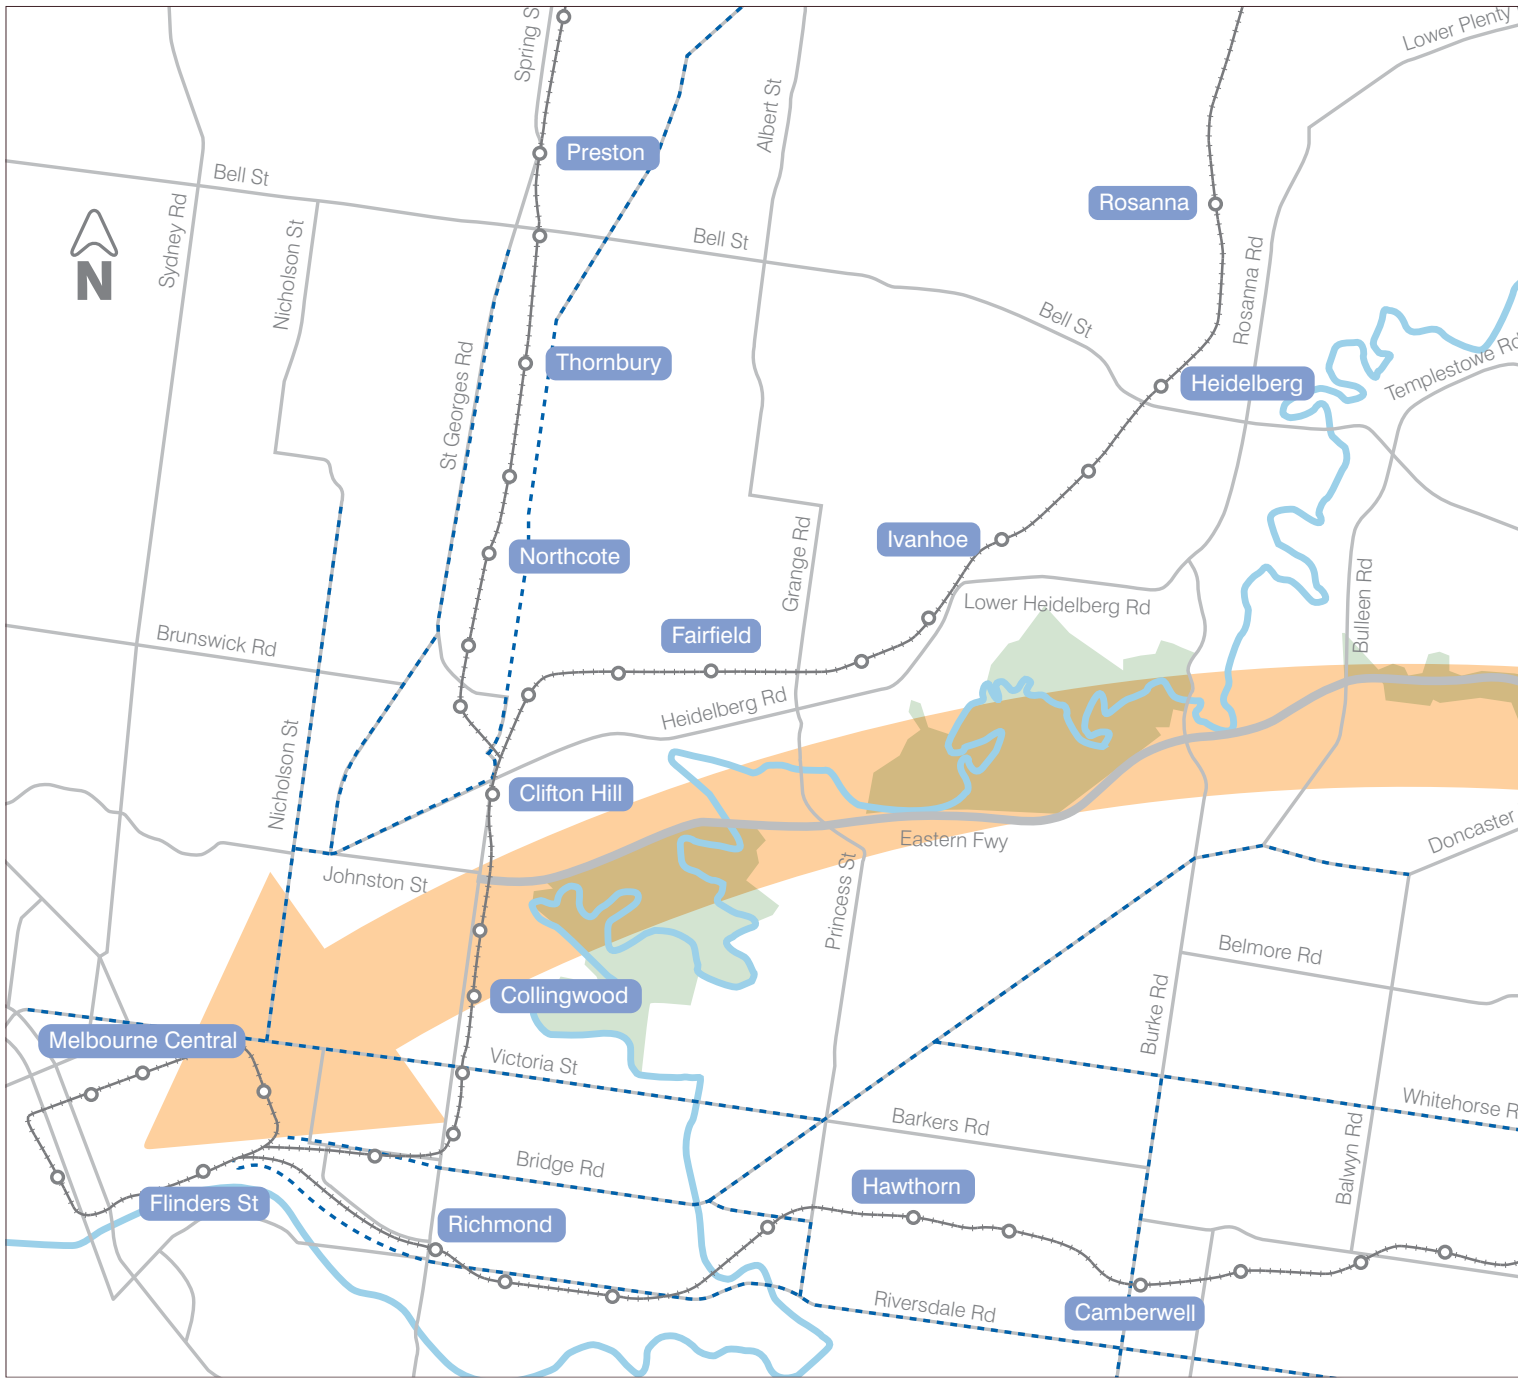 Spring S
Albert St
Lower Plenty
Preston
Bell St
Sydney Rd
Nicholson St
N
Bell St
Rosanna
Rosanna Rd
Bell St
St Georges Rd
Thornbury
Heidelberg
Templestowe Rd
Northcote
Grange Rd
Ivanhoe
Lower Heidelberg Rd
Bulleen Rd
Brunswick Rd
Fairfield
Heidelberg Rd
Nicholson St
Clifton Hill
Johnston St
Eastern Fwy
Doncaster
Princess St
Belmore Rd
Burke Rd
Collingwood
Melbourne Central
Victoria St
Barkers Rd
Whitehorse R
Balwyn Rd
Bridge Rd
Hawthorn
Flinders St
Richmond
Riversdale Rd
Camberwell